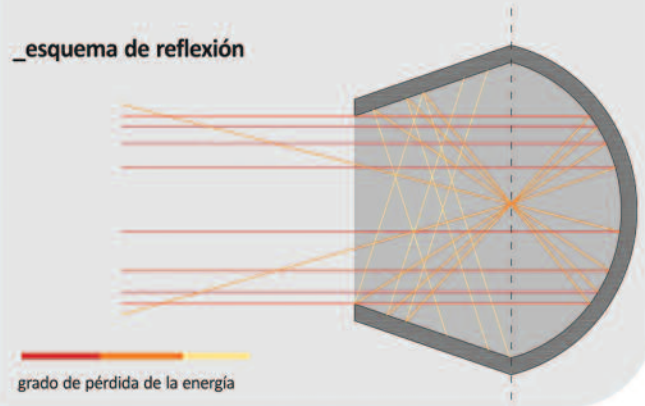 _esquema de reflexión
grado de pérdida de la energía